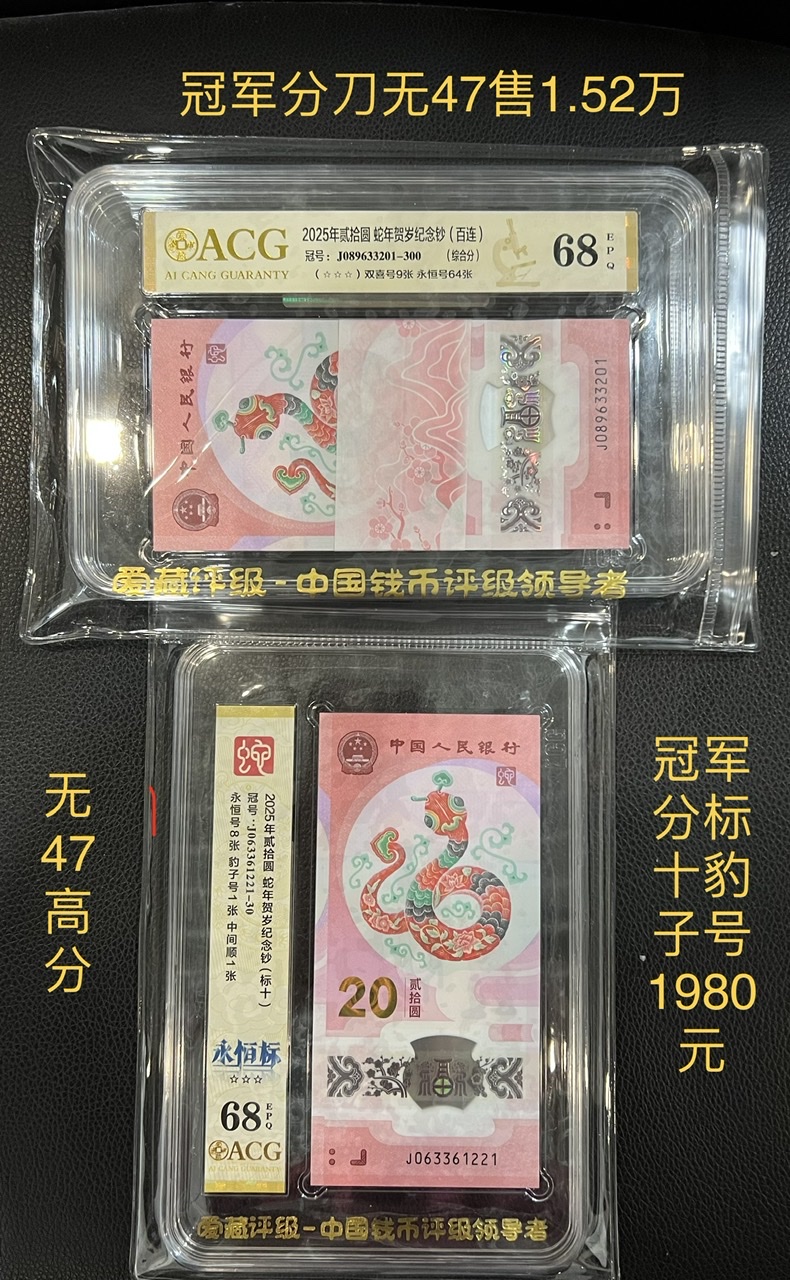 冠军分刀无47售1.52万
ACG
AI CANG GUARANTY
2025年贰拾圆 蛇年贺岁纪念钞（百连）
冠号：J089633201-300 （综合分）
（☆☆☆）双喜号9张 永恒号64张
68
EPQ
中国人民银行
J089633201
爱藏评级-中国钱币评级领导者
无47高分
冠军
分标
十豹
子号
1980
元
2025年贰拾圆 蛇年贺岁纪念钞（标十）
冠号：J063361221-30
永恒号8张 豹子号1张 中间顺1张
永恒标
☆☆☆
68
EPQ
ACG
AI CANG GUARANTY
中国人民银行
20
贰拾圆
J063361221
爱藏评级-中国钱币评级领导者